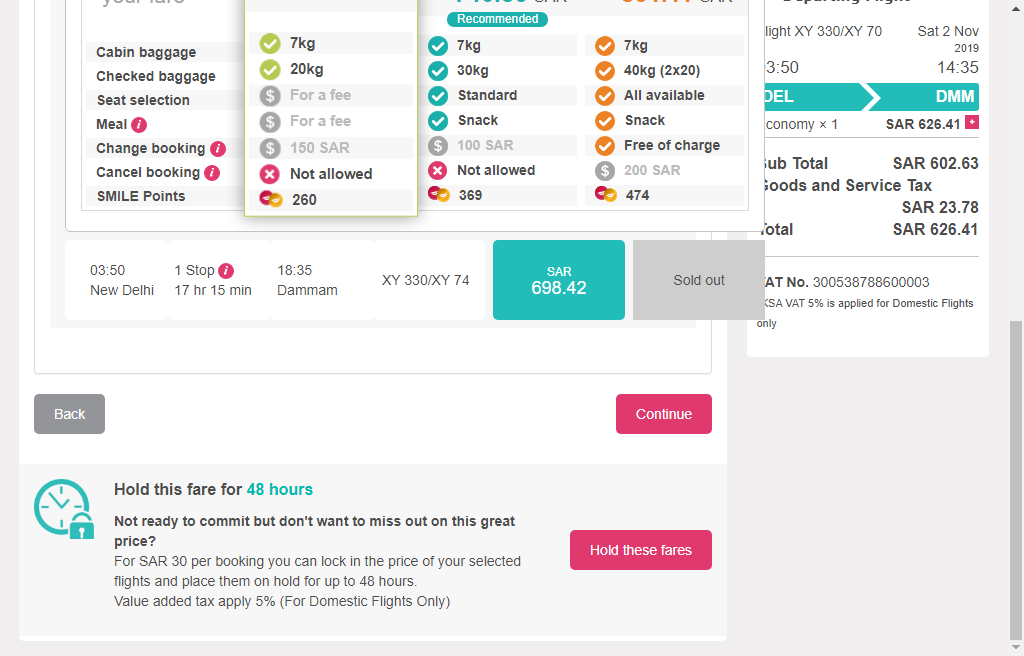 Recommended
Cabin baggage
7kg
7kg
7kg
Checked baggage
20kg
30kg
40kg (2x20)
Seat selection
For a fee
Standard
All available
Meal
For a fee
Snack
Snack
Change booking
150 SAR
100 SAR
Free of charge
Cancel booking
Not allowed
Not allowed
200 SAR
SMILE Points
260
369
474
03:50
New Delhi
1 Stop
17 hr 15 min
18:35
Dammam
XY 330/XY 74
SAR
698.42
Sold out
Back
Continue
Hold this fare for 48 hours
Not ready to commit but don't want to miss out on this great
price?
For SAR 30 per booking you can lock in the price of your selected
flights and place them on hold for up to 48 hours.
Value added tax apply 5% (For Domestic Flights Only)
Hold these fares
light XY 330/XY 70 Sat 2 Nov
2019
3:50 14:35
DEL DMM
conomy × 1 SAR 626.41
ub Total SAR 602.63
oods and Service Tax
SAR 23.78
otal SAR 626.41
AT No. 300538788600003
KSA VAT 5% is applied for Domestic Flights
only